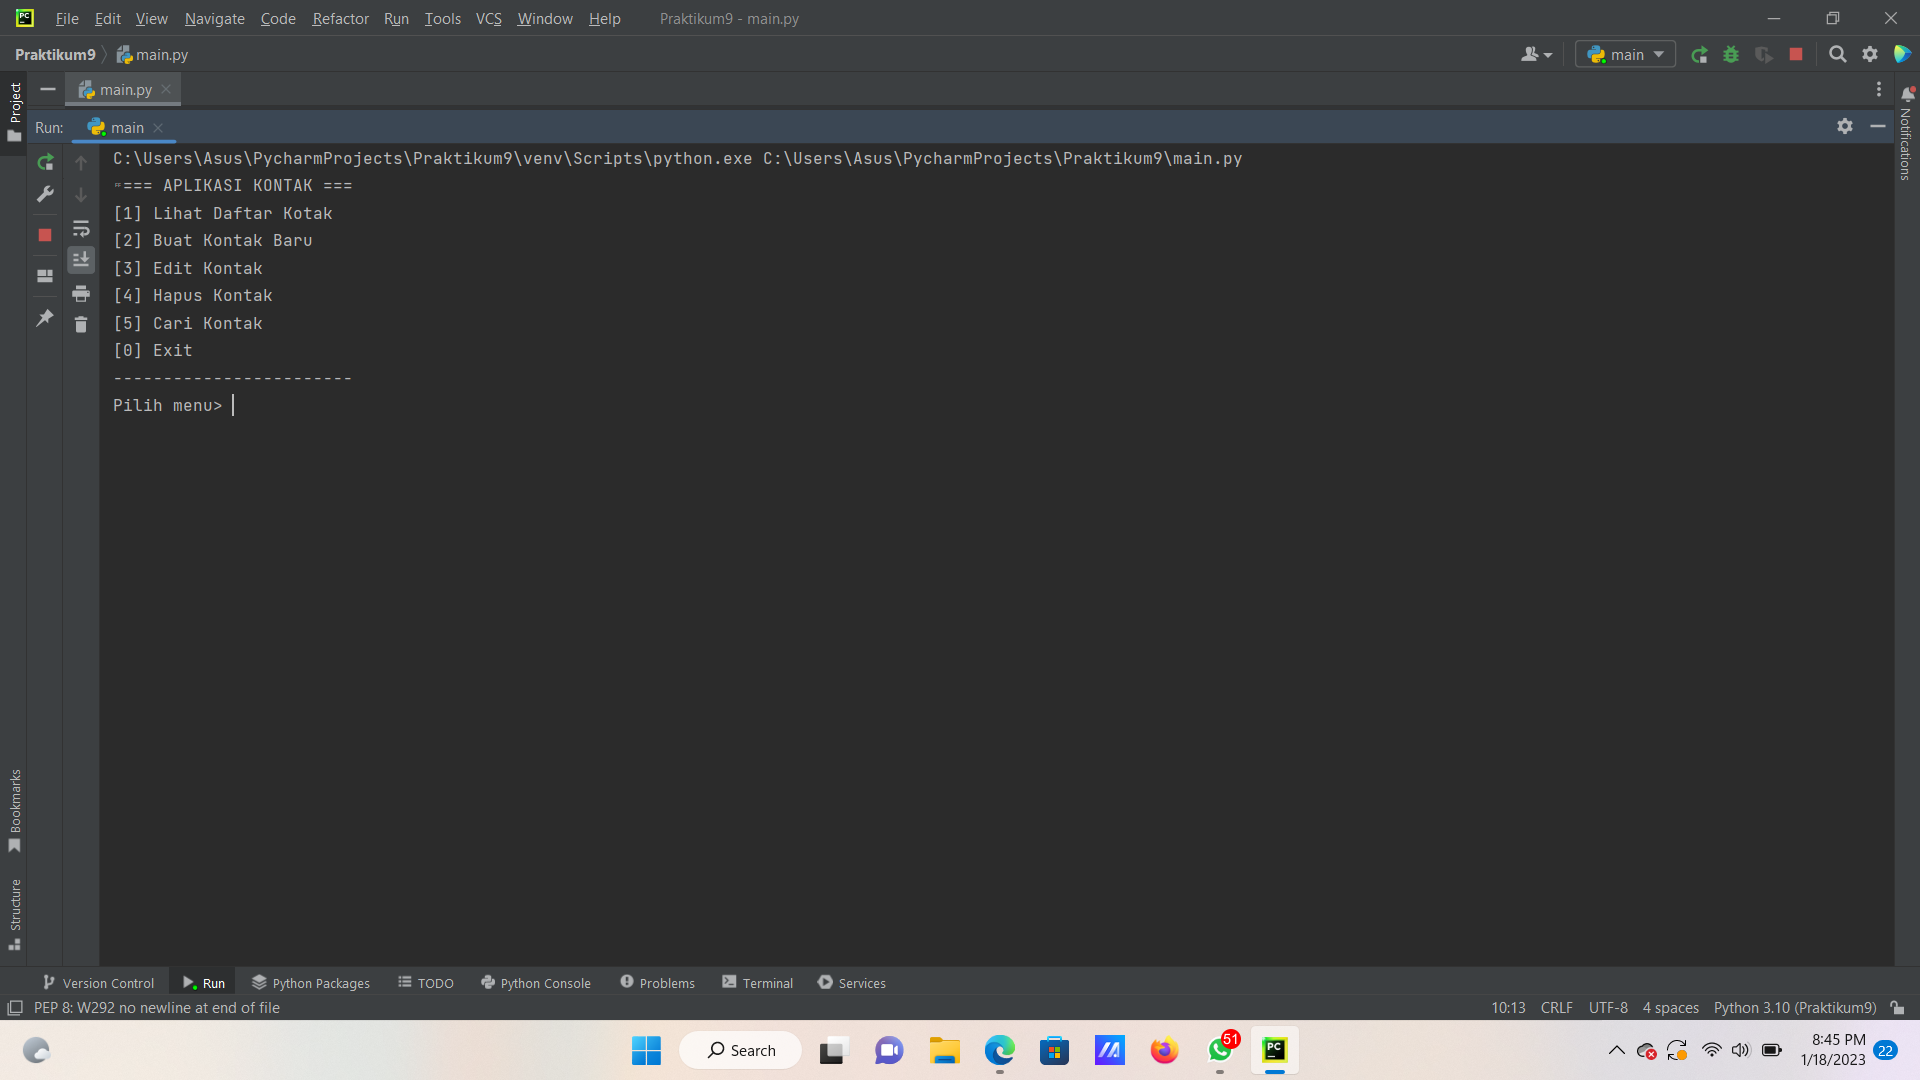 File Edit View Navigate Code Refactor Run Tools VCS Window Help Praktikum9 - main.py
Praktikum9 main.py main
main.py
Run: main
C:\Users\Asus\PycharmProjects\Praktikum9\venv\Scripts\python.exe C:\Users\Asus\PycharmProjects\Praktikum9\main.py
=== APLIKASI KONTAK ===
[1] Lihat Daftar Kotak
[2] Buat Kontak Baru
[3] Edit Kontak
[4] Hapus Kontak
[5] Cari Kontak
[0] Exit
------------------------
Pilih menu>
Project
Bookmarks
Structure
Notifications
Version Control Run Python Packages TODO Python Console Problems Terminal Services
PEP 8: W292 no newline at end of file 10:13 CRLF UTF-8 4 spaces Python 3.10 (Praktikum9)
Search 51 PC 8:45 PM
1/18/2023 22